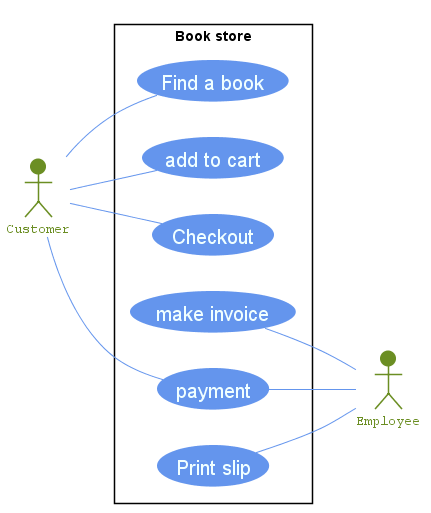 Book store
Find a book
add to cart
Checkout
Customer
make invoice
payment
Employee
Print slip